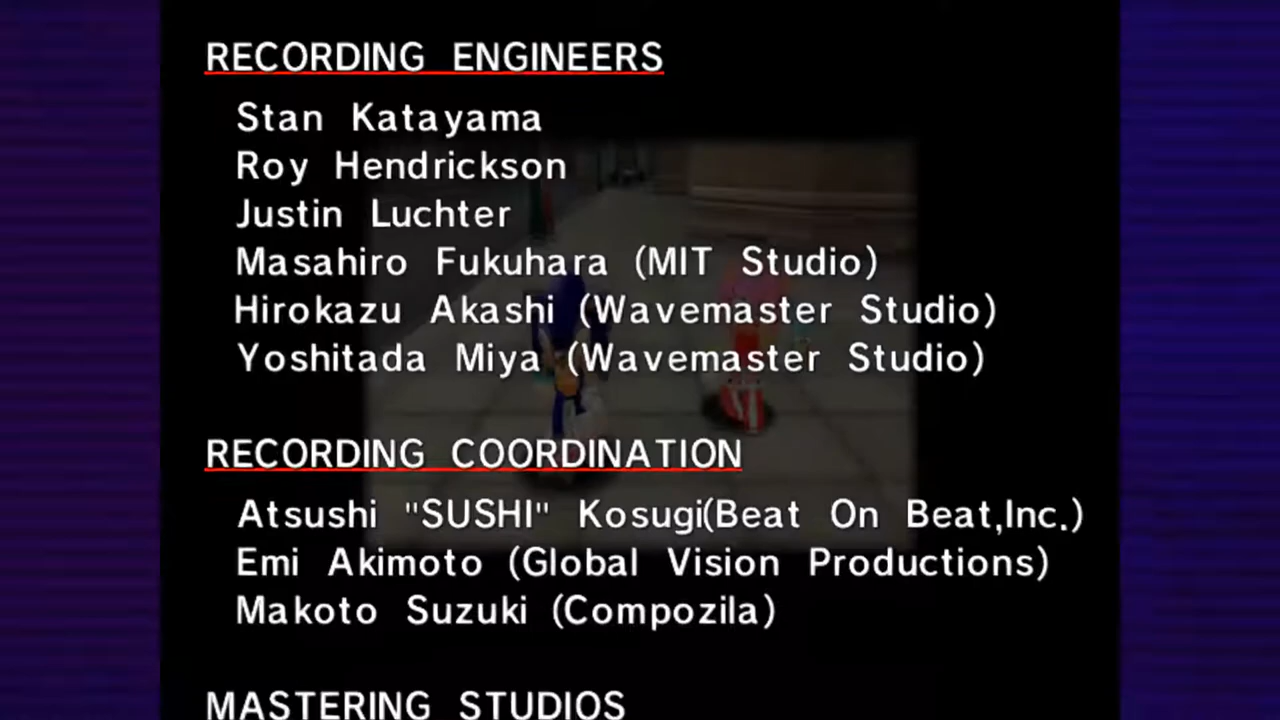 RECORDING ENGINEERS
Stan Katayama
Roy Hendrickson
Justin Luchter
Masahiro Fukuhara (MIT Studio)
Hirokazu Akashi (Wavemaster Studio)
Yoshitada Miya (Wavemaster Studio)
RECORDING COORDINATION
Atsushi "SUSHI" Kosugi(Beat On Beat,Inc.)
Emi Akimoto (Global Vision Productions)
Makoto Suzuki (Compozila)
MASTERING STUDIOS